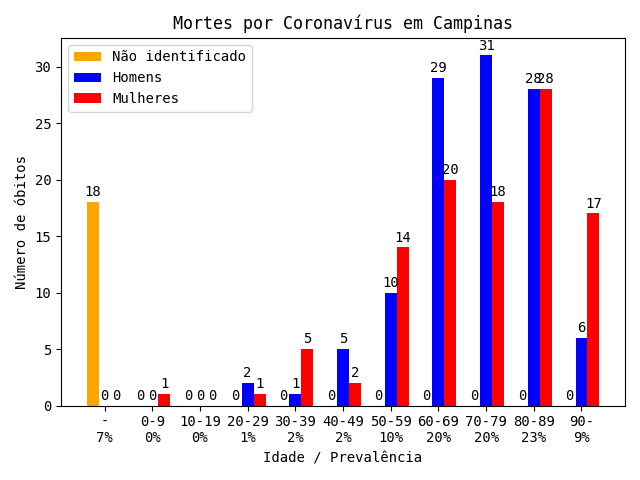 Mortes por Coronavírus em Campinas
Não identificado
Homens
Mulheres
Número de óbitos
30
25
20
15
10
5
0
18 0 0
0 0 1
0 0 0
0 2 1
0 1 5
0 5 2
0 10 14
0 29 20
0 31 18
0 28 28
0 6 17
- 0-9 10-19 20-29 30-39 40-49 50-59 60-69 70-79 80-89 90-
7% 0% 0% 1% 2% 2% 10% 20% 20% 23% 9%
Idade / Prevalência